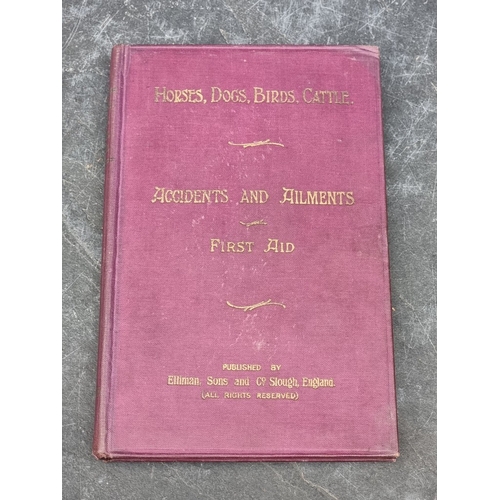 Horses, Dogs, Birds, Cattle.
Accidents and Ailments
First Aid
Published by
Elliman, Sons and Co. Slough, England.
(All Rights Reserved)